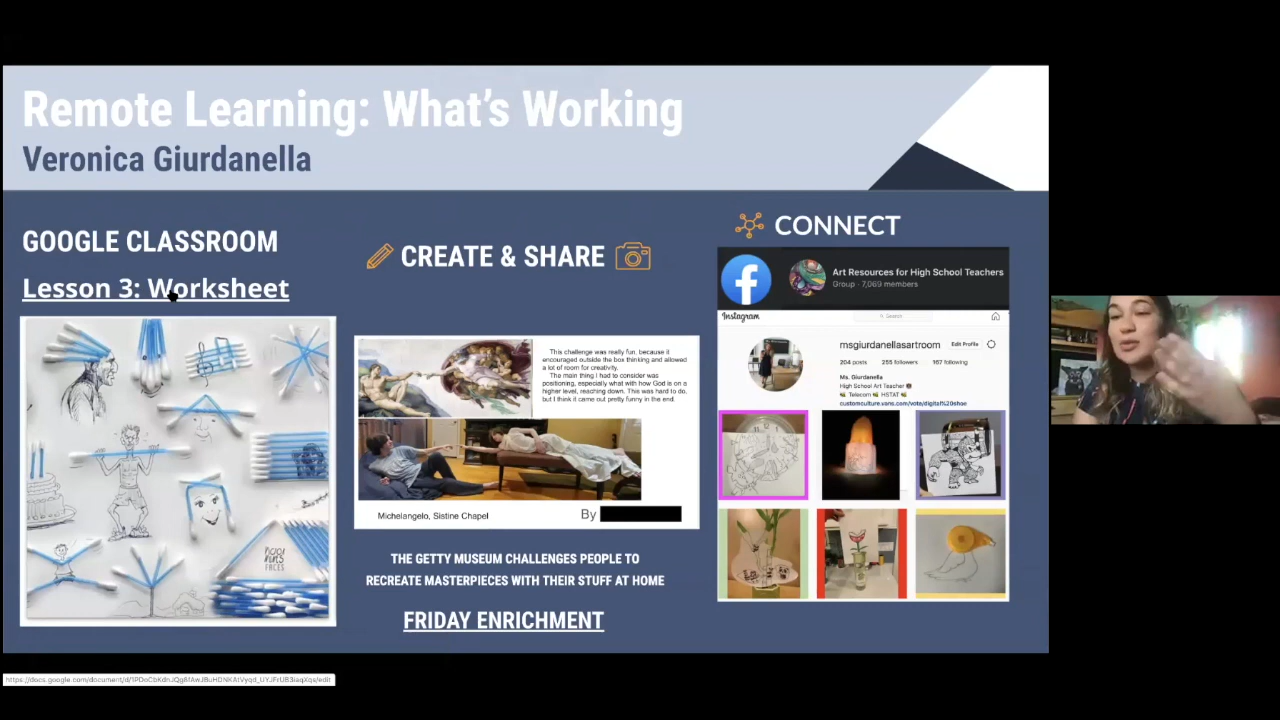 Remote Learning: What's Working
Veronica Giurdanella
GOOGLE CLASSROOM
Lesson 3: Worksheet
CREATE & SHARE
This challenge was really fun, because it
encouraged outside the box thinking and allowed
a lot of room for creativity.
The main thing I had to consider was
positioning, especially what with how God is on a
higher level, reaching down. This was hard to do,
but I think it came out pretty funny in the end
Michelangelo, Sistine Chapel
By
THE GETTY MUSEUM CHALLENGES PEOPLE TO
RECREATE MASTERPIECES WITH THEIR STUFF AT HOME
FRIDAY ENRICHMENT
CONNECT
Art Resources for High School Teachers
Group · 7,069 members
Instagram
Search
msgiurdanellasartroom
Edit Profile
204 posts 255 followers 167 following
Ms. Giurdanella
High School Art Teacher
Telecom HSTAT
customculture.vans.com/vote/digital%20shoe